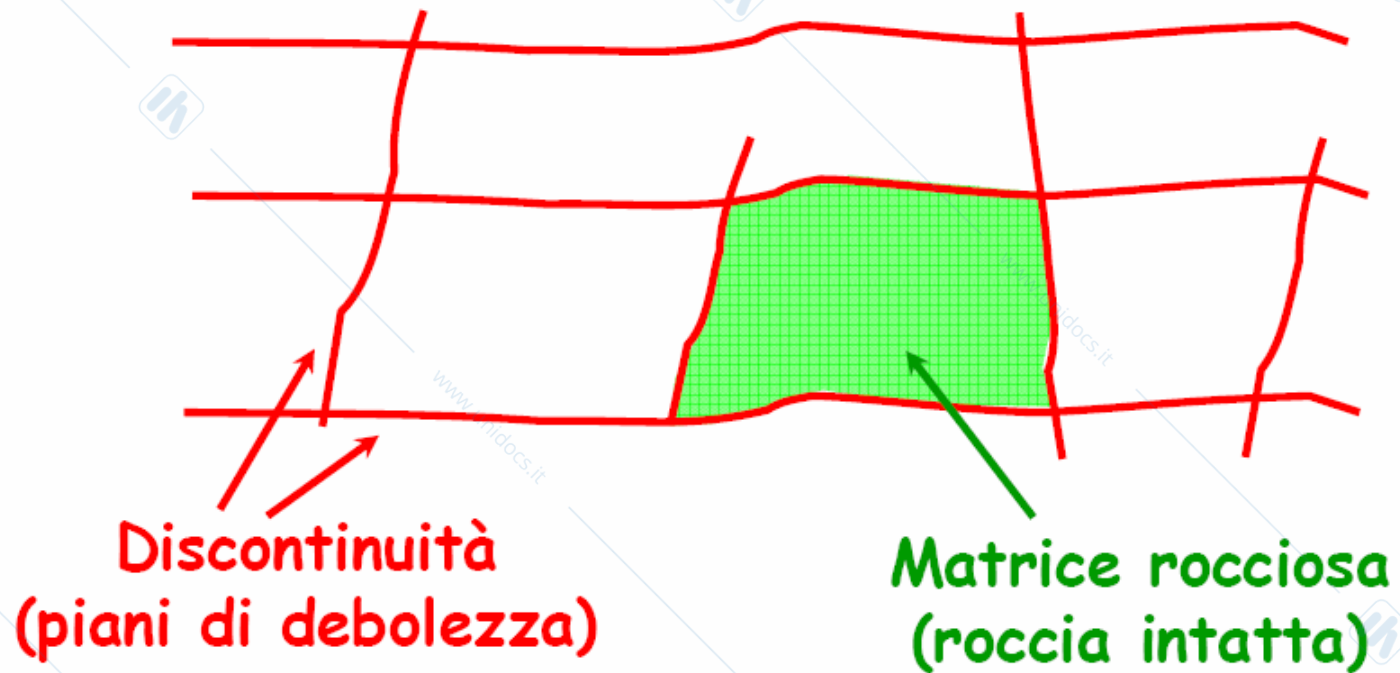 Discontinuità
(piani di debolezza)
Matrice rocciosa
(roccia intatta)